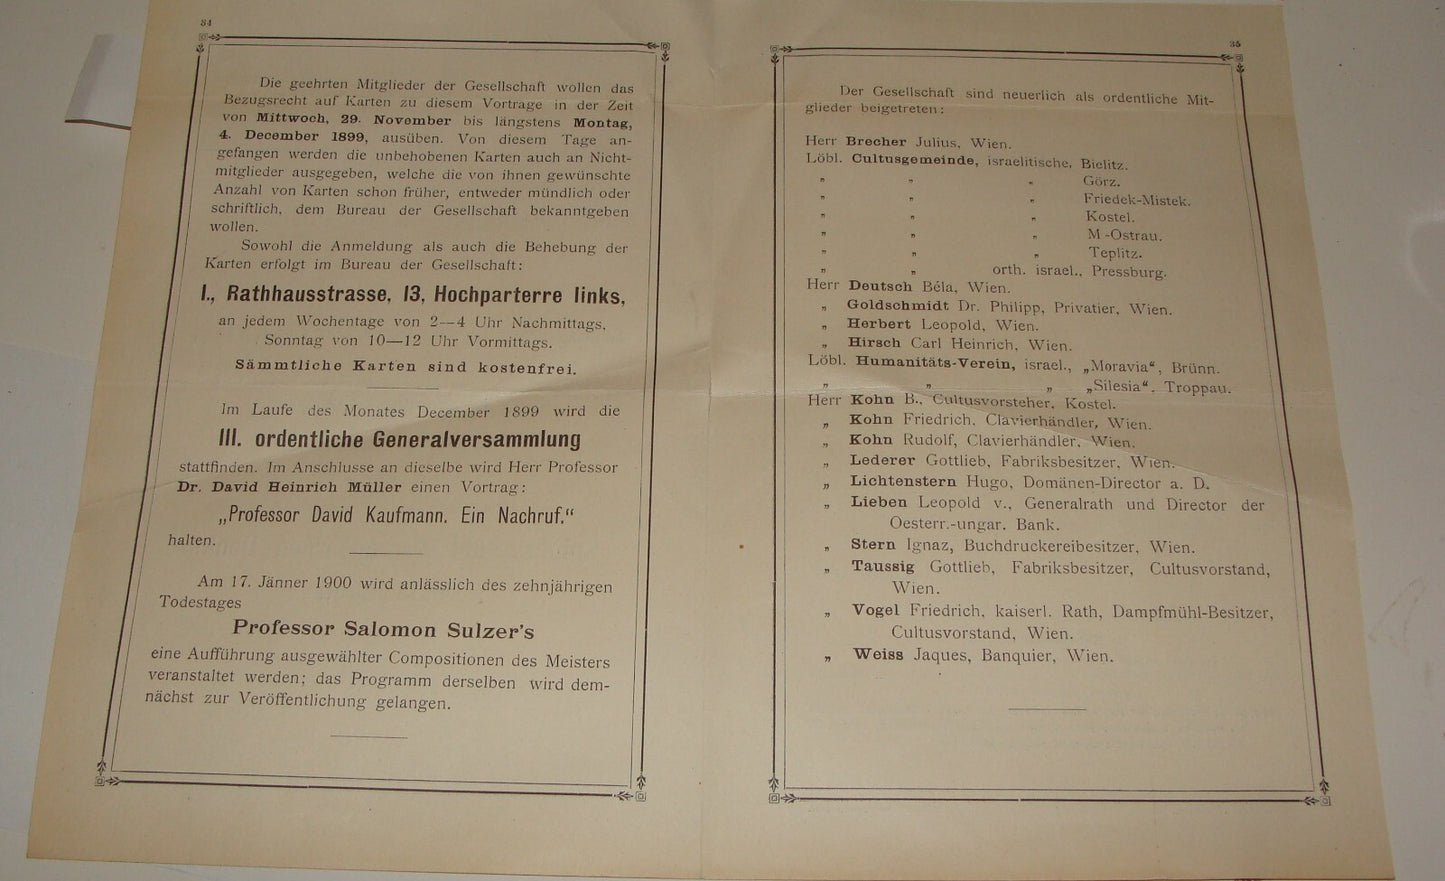 34
Die geehrten Mitglieder der Gesellschaft wollen das
Bezugsrecht auf Karten zu diesem Vortrage in der Zeit
von Mittwoch, 29. November bis längstens Montag,
4. December 1899, ausüben. Von diesem Tage an-
gefangen werden die unbehobenen Karten auch an Nicht-
mitglieder ausgegeben, welche die von ihnen gewünschte
Anzahl von Karten schon früher, entweder mündlich oder
schriftlich, dem Bureau der Gesellschaft bekanntgeben
wollen.
Sowohl die Anmeldung als auch die Behebung der
Karten erfolgt im Bureau der Gesellschaft:
I., Rathhausstrasse, 13, Hochparterre links,
an jedem Wochentage von 2—4 Uhr Nachmittags,
Sonntag von 10—12 Uhr Vormittags.
Sämmtliche Karten sind kostenfrei.
Im Laufe des Monates December 1899 wird die
III. ordentliche Generalversammlung
stattfinden. Im Anschlusse an dieselbe wird Herr Professor
Dr. David Heinrich Müller einen Vortrag:
„Professor David Kaufmann. Ein Nachruf.“
halten.
Am 17. Jänner 1900 wird anlässlich des zehnjährigen
Todestages
Professor Salomon Sulzer's
eine Aufführung ausgewählter Compositionen des Meisters
veranstaltet werden; das Programm derselben wird dem-
nächst zur Veröffentlichung gelangen.
35
Der Gesellschaft sind neuerlich als ordentliche Mit-
glieder beigetreten:
Herr Brecher Julius, Wien.
Löbl. Cultusgemeinde, israelitische, Bielitz.
„ „ „ Görz.
„ „ „ Friedek-Mistek.
„ „ „ Kostel.
„ „ „ M.-Ostrau.
„ „ „ Teplitz.
„ „ orth. israel., Pressburg.
Herr Deutsch Béla, Wien.
„ Goldschmidt Dr. Philipp, Privatier, Wien.
„ Herbert Leopold, Wien.
„ Hirsch Carl Heinrich, Wien.
Löbl. Humanitäts-Verein, israel., „Moravia“, Brünn.
„ „ „ „Silesia“, Troppau.
Herr Kohn B., Cultusvorsteher, Kostel.
„ Kohn Friedrich, Clavierhändler, Wien.
„ Kohn Rudolf, Clavierhändler, Wien.
„ Lederer Gottlieb, Fabriksbesitzer, Wien.
„ Lichtenstern Hugo, Domänen-Director a. D.
„ Lieben Leopold v., Generalrath und Director der
Oesterr.-ungar. Bank.
„ Stern Ignaz, Buchdruckereibesitzer, Wien.
„ Taussig Gottlieb, Fabriksbesitzer, Cultusvorstand,
Wien.
„ Vogel Friedrich, kaiserl. Rath, Dampfmühl-Besitzer,
Cultusvorstand, Wien.
„ Weiss Jaques, Banquier, Wien.